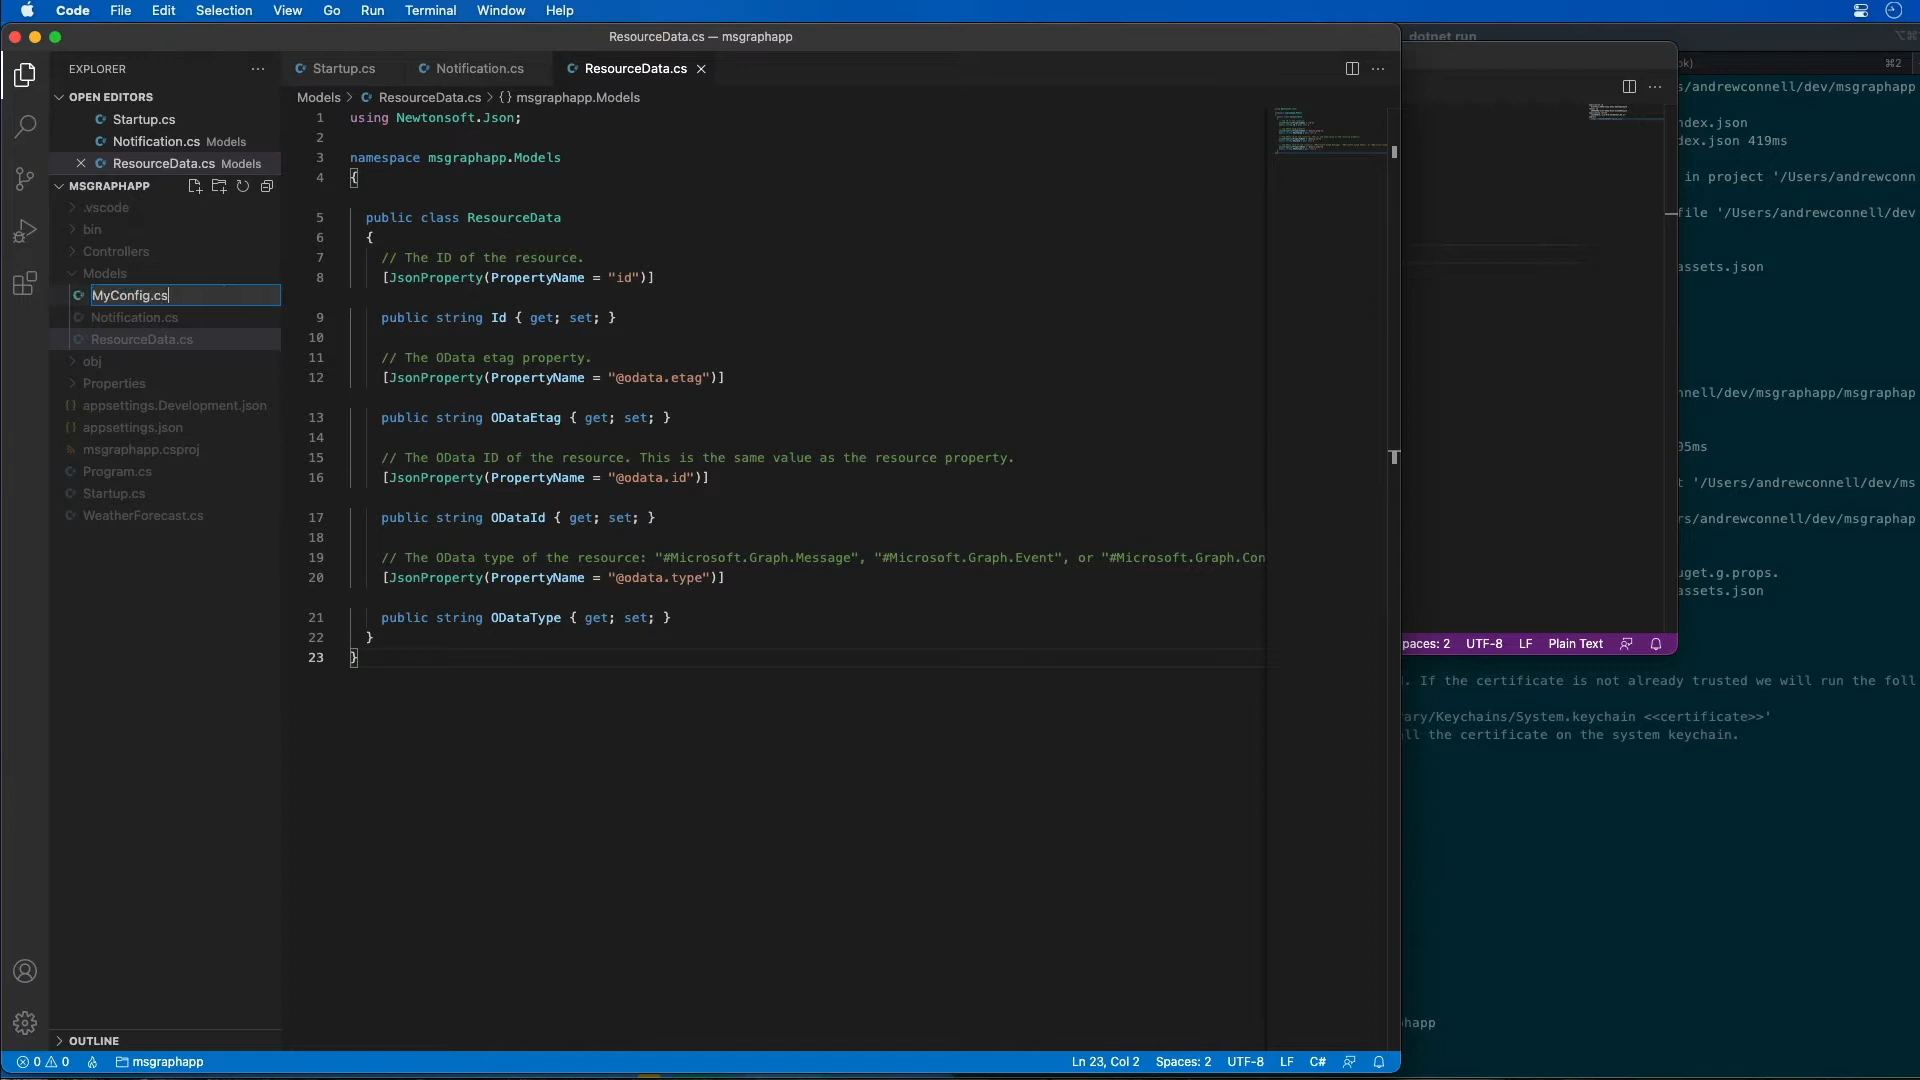 Code File Edit Selection View Go Run Terminal Window Help
ResourceData.cs — msgraphapp
EXPLORER
OPEN EDITORS
Startup.cs
Notification.cs Models
ResourceData.cs Models
MSGRAPHAPP
.vscode
bin
Controllers
Models
MyConfig.cs
Notification.cs
ResourceData.cs
obj
Properties
appsettings.Development.json
appsettings.json
msgraphapp.csproj
Program.cs
Startup.cs
WeatherForecast.cs
OUTLINE
Startup.cs Notification.cs ResourceData.cs
Models > ResourceData.cs > {} msgraphapp.Models
1 using Newtonsoft.Json;
2
3 namespace msgraphapp.Models
4 {
5 public class ResourceData
6 {
7 // The ID of the resource.
8 [JsonProperty(PropertyName = "id")]
9 public string Id { get; set; }
10
11 // The OData etag property.
12 [JsonProperty(PropertyName = "@odata.etag")]
13 public string ODataEtag { get; set; }
14
15 // The OData ID of the resource. This is the same value as the resource property.
16 [JsonProperty(PropertyName = "@odata.id")]
17 public string ODataId { get; set; }
18
19 // The OData type of the resource: "#Microsoft.Graph.Message", "#Microsoft.Graph.Event", or "#Microsoft.Graph.Con
20 [JsonProperty(PropertyName = "@odata.type")]
21 public string ODataType { get; set; }
22 }
23 }
0 0 msgraphapp
Ln 23, Col 2 Spaces: 2 UTF-8 LF C#
dotnet run
⌘2
s/andrewconnell/dev/msgraphapp
ndex.json
dex.json 419ms
in project '/Users/andrewconn
file '/Users/andrewconnell/dev
assets.json
nnell/dev/msgraphapp/msgraphap
05ms
t '/Users/andrewconnell/dev/ms
rs/andrewconnell/dev/msgraphap
uget.g.props.
assets.json
paces: 2 UTF-8 LF Plain Text
. If the certificate is not already trusted we will run the foll
rary/Keychains/System.keychain <<certificate>>'
ll the certificate on the system keychain.
happ